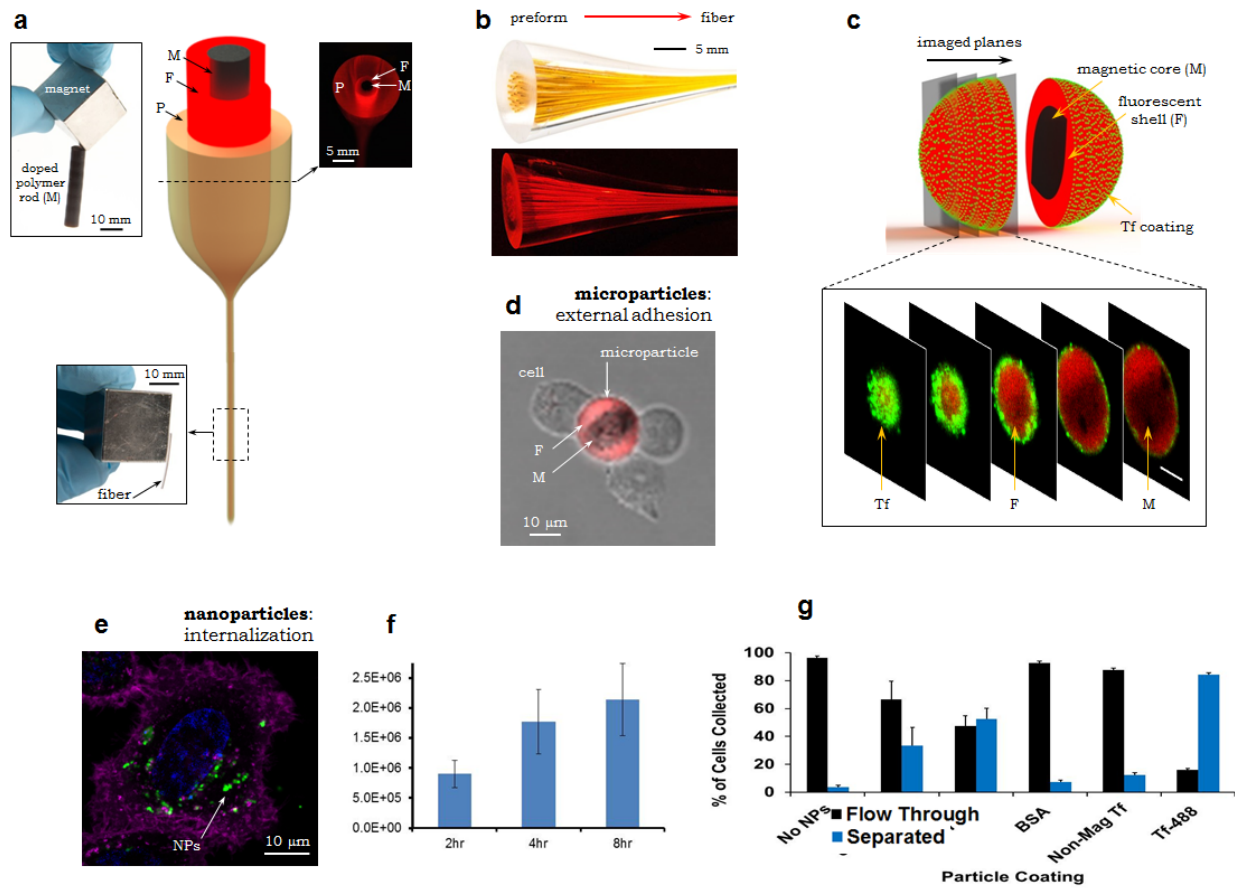 a
M
F
P
magnet
doped
polymer
rod (M)
10 mm
F
P
M
5 mm
10 mm
fiber
b
preform
fiber
5 mm
c
imaged planes
magnetic core (M)
fluorescent
shell (F)
Tf coating
Tf
F
M
d
microparticles:
external adhesion
microparticle
cell
F
M
10 µm
e
nanoparticles:
internalization
NPs
10 µm
f
2.5E+06
2.0E+06
1.5E+06
1.0E+06
5.0E+05
0.0E+00
2hr
4hr
8hr
g
% of Cells Collected
100
80
60
40
20
0
No NPs
BSA
Non-Mag Tf
Tf-488
Flow Through
Separated
Particle Coating